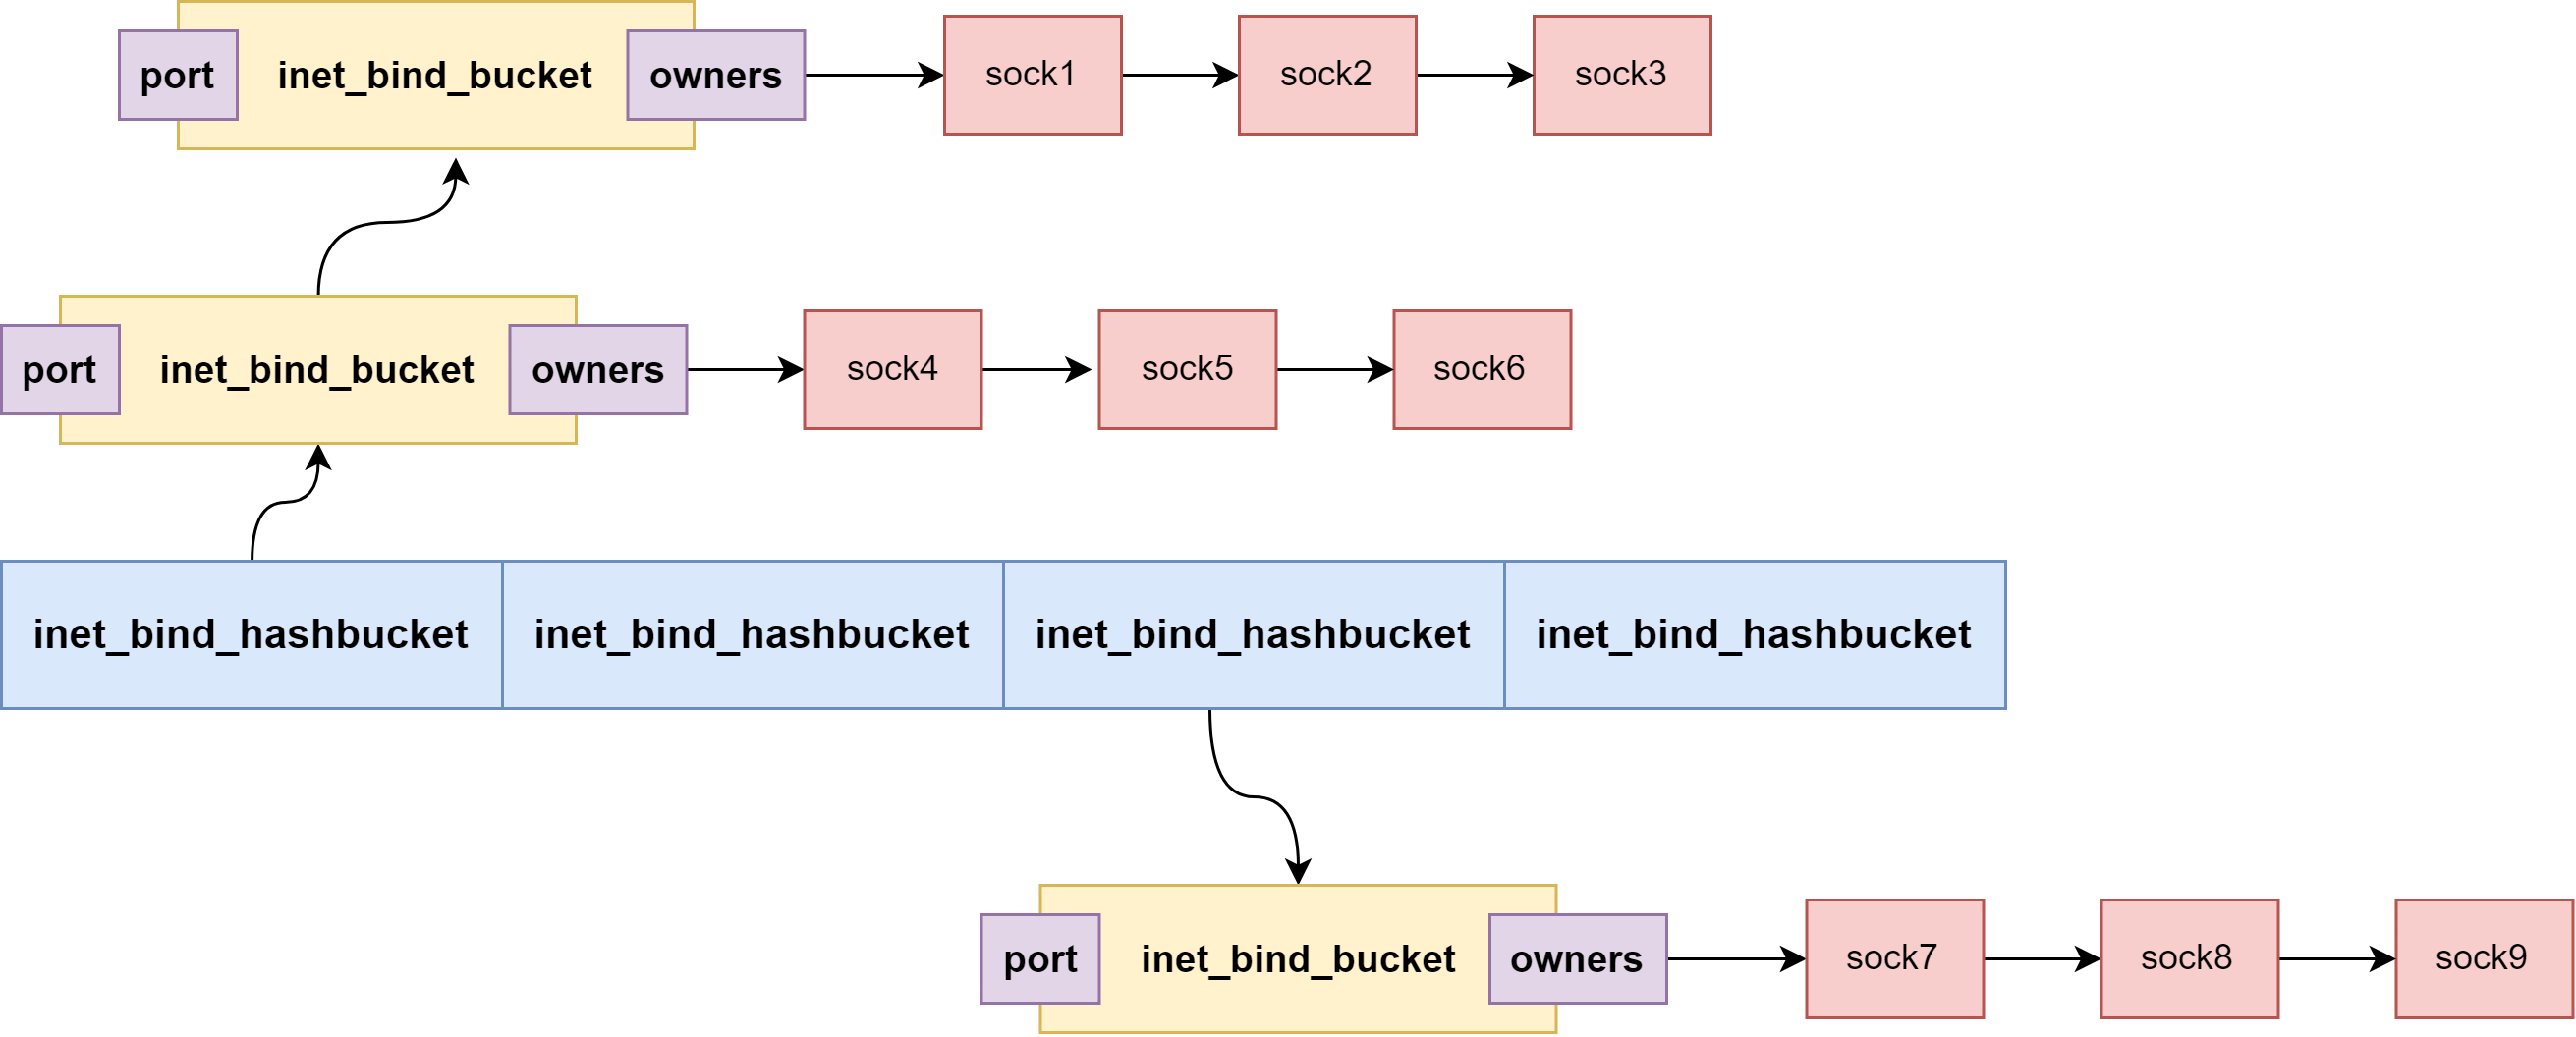 port inet_bind_bucket owners sock1 sock2 sock3
port inet_bind_bucket owners sock4 sock5 sock6
inet_bind_hashbucket inet_bind_hashbucket inet_bind_hashbucket inet_bind_hashbucket
port inet_bind_bucket owners sock7 sock8 sock9